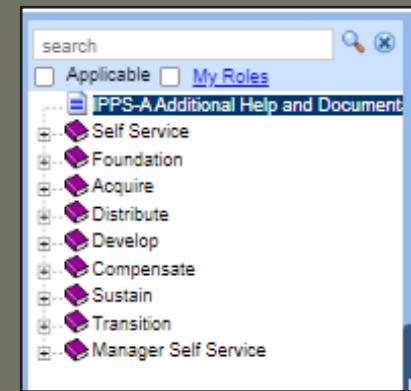 search
Applicable My Roles
IPPS-A Additional Help and Document
Self Service
Foundation
Acquire
Distribute
Develop
Compensate
Sustain
Transition
Manager Self Service